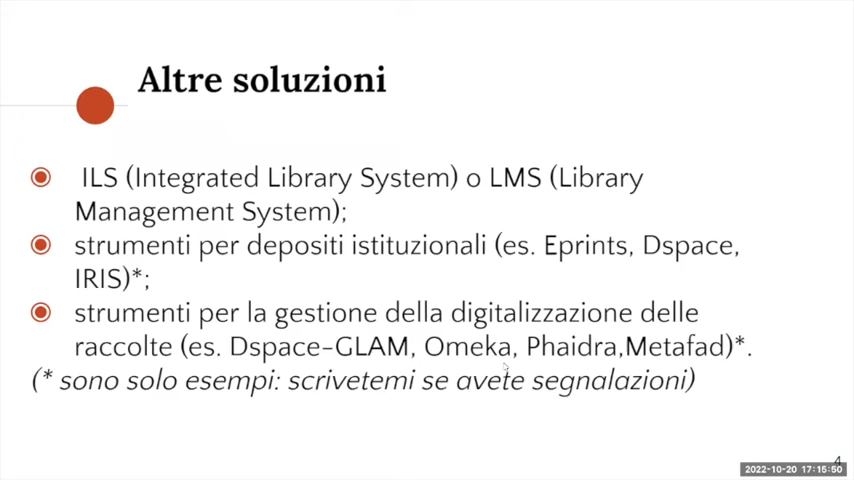 Altre soluzioni
ILS (Integrated Library System) o LMS (Library
Management System);
strumenti per depositi istituzionali (es. Eprints, Dspace,
IRIS)*;
strumenti per la gestione della digitalizzazione delle
raccolte (es. Dspace-GLAM, Omeka, Phaidra,Metafad)*.
(* sono solo esempi: scrivetemi se avete segnalazioni)
4
2022-10-20 17:15:50